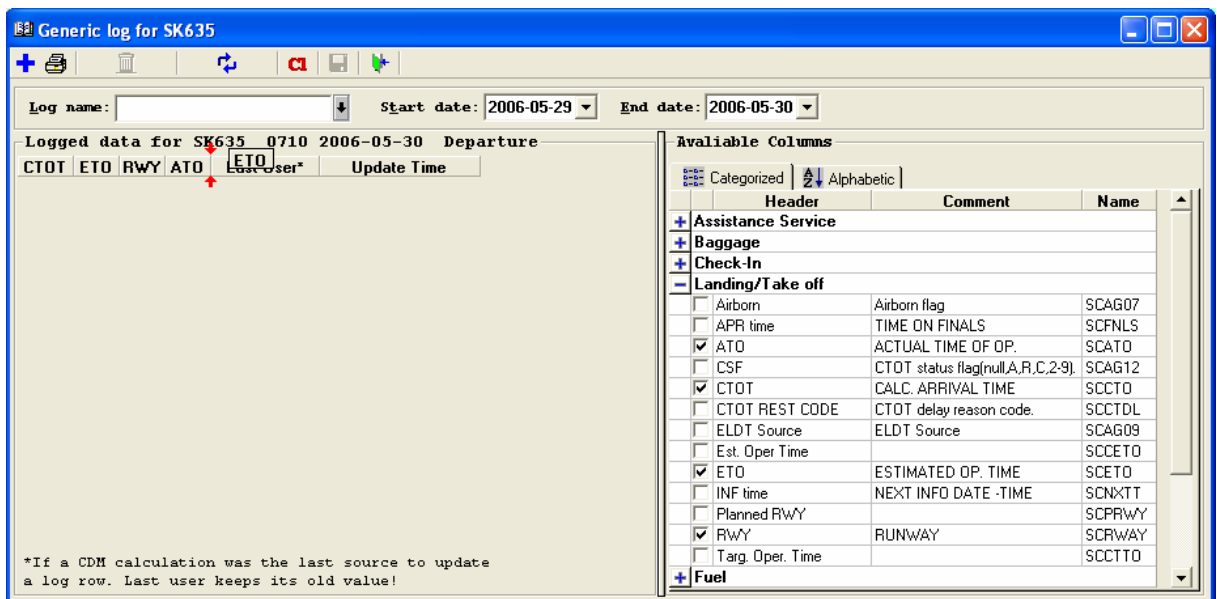 Generic log for SK635
C1
Log name: Start date: 2006-05-29 End date: 2006-05-30
Logged data for SK635 0710 2006-05-30 Departure
CTOT ETO RWY ATO ETO User* Update Time
*If a CDM calculation was the last source to update
a log row. Last user keeps its old value!
Avaliable Columns
Categorized Alphabetic
Header Comment Name
Assistance Service
Baggage
Check-In
Landing/Take off
Airborn Airborn flag SCAG07
APR time TIME ON FINALS SCFNLS
ATO ACTUAL TIME OF OP. SCATO
CSF CTOT status flag(null,A,R,C,2-9). SCAG12
CTOT CALC. ARRIVAL TIME SCCTO
CTOT REST CODE CTOT delay reason code. SCCTDL
ELDT Source ELDT Source SCAG09
Est. Oper Time SCCETO
ETO ESTIMATED OP. TIME SCETO
INF time NEXT INFO DATE -TIME SCNXTT
Planned RWY SCPRWY
RWY RUNWAY SCRWAY
Targ. Oper. Time SCCTTO
Fuel